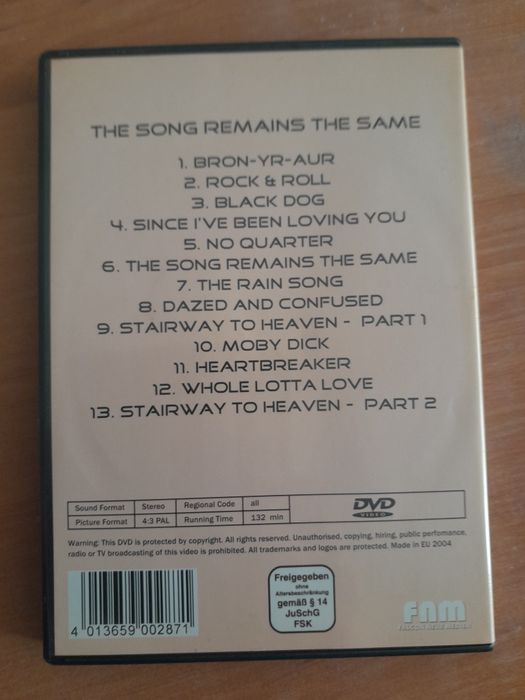 THE SONG REMAINS THE SAME
1. BRON-YR-AUR
2. ROCK & ROLL
3. BLACK DOG
4. SINCE I'VE BEEN LOVING YOU
5. NO QUARTER
6. THE SONG REMAINS THE SAME
7. THE RAIN SONG
8. DAZED AND CONFUSED
9. STAIRWAY TO HEAVEN - PART 1
10. MOBY DICK
11. HEARTBREAKER
12. WHOLE LOTTA LOVE
13. STAIRWAY TO HEAVEN - PART 2
Sound Format Stereo Regional Code all
Picture Format 4:3 PAL Running Time 132 min
DVD
VIDEO
Warning: This DVD is protected by copyright. All rights reserved. Unauthorised, copying, hiring, public perfomance,
radio or TV broadcasting of this video is prohibited. All trademarks and logos are protected. Made in EU 2004
4 013659 002871
Freigegeben
ohne
Altersbeschränkung
gemäß § 14
JuSchG
FSK
FNM
FALCON NEUE MEDIEN